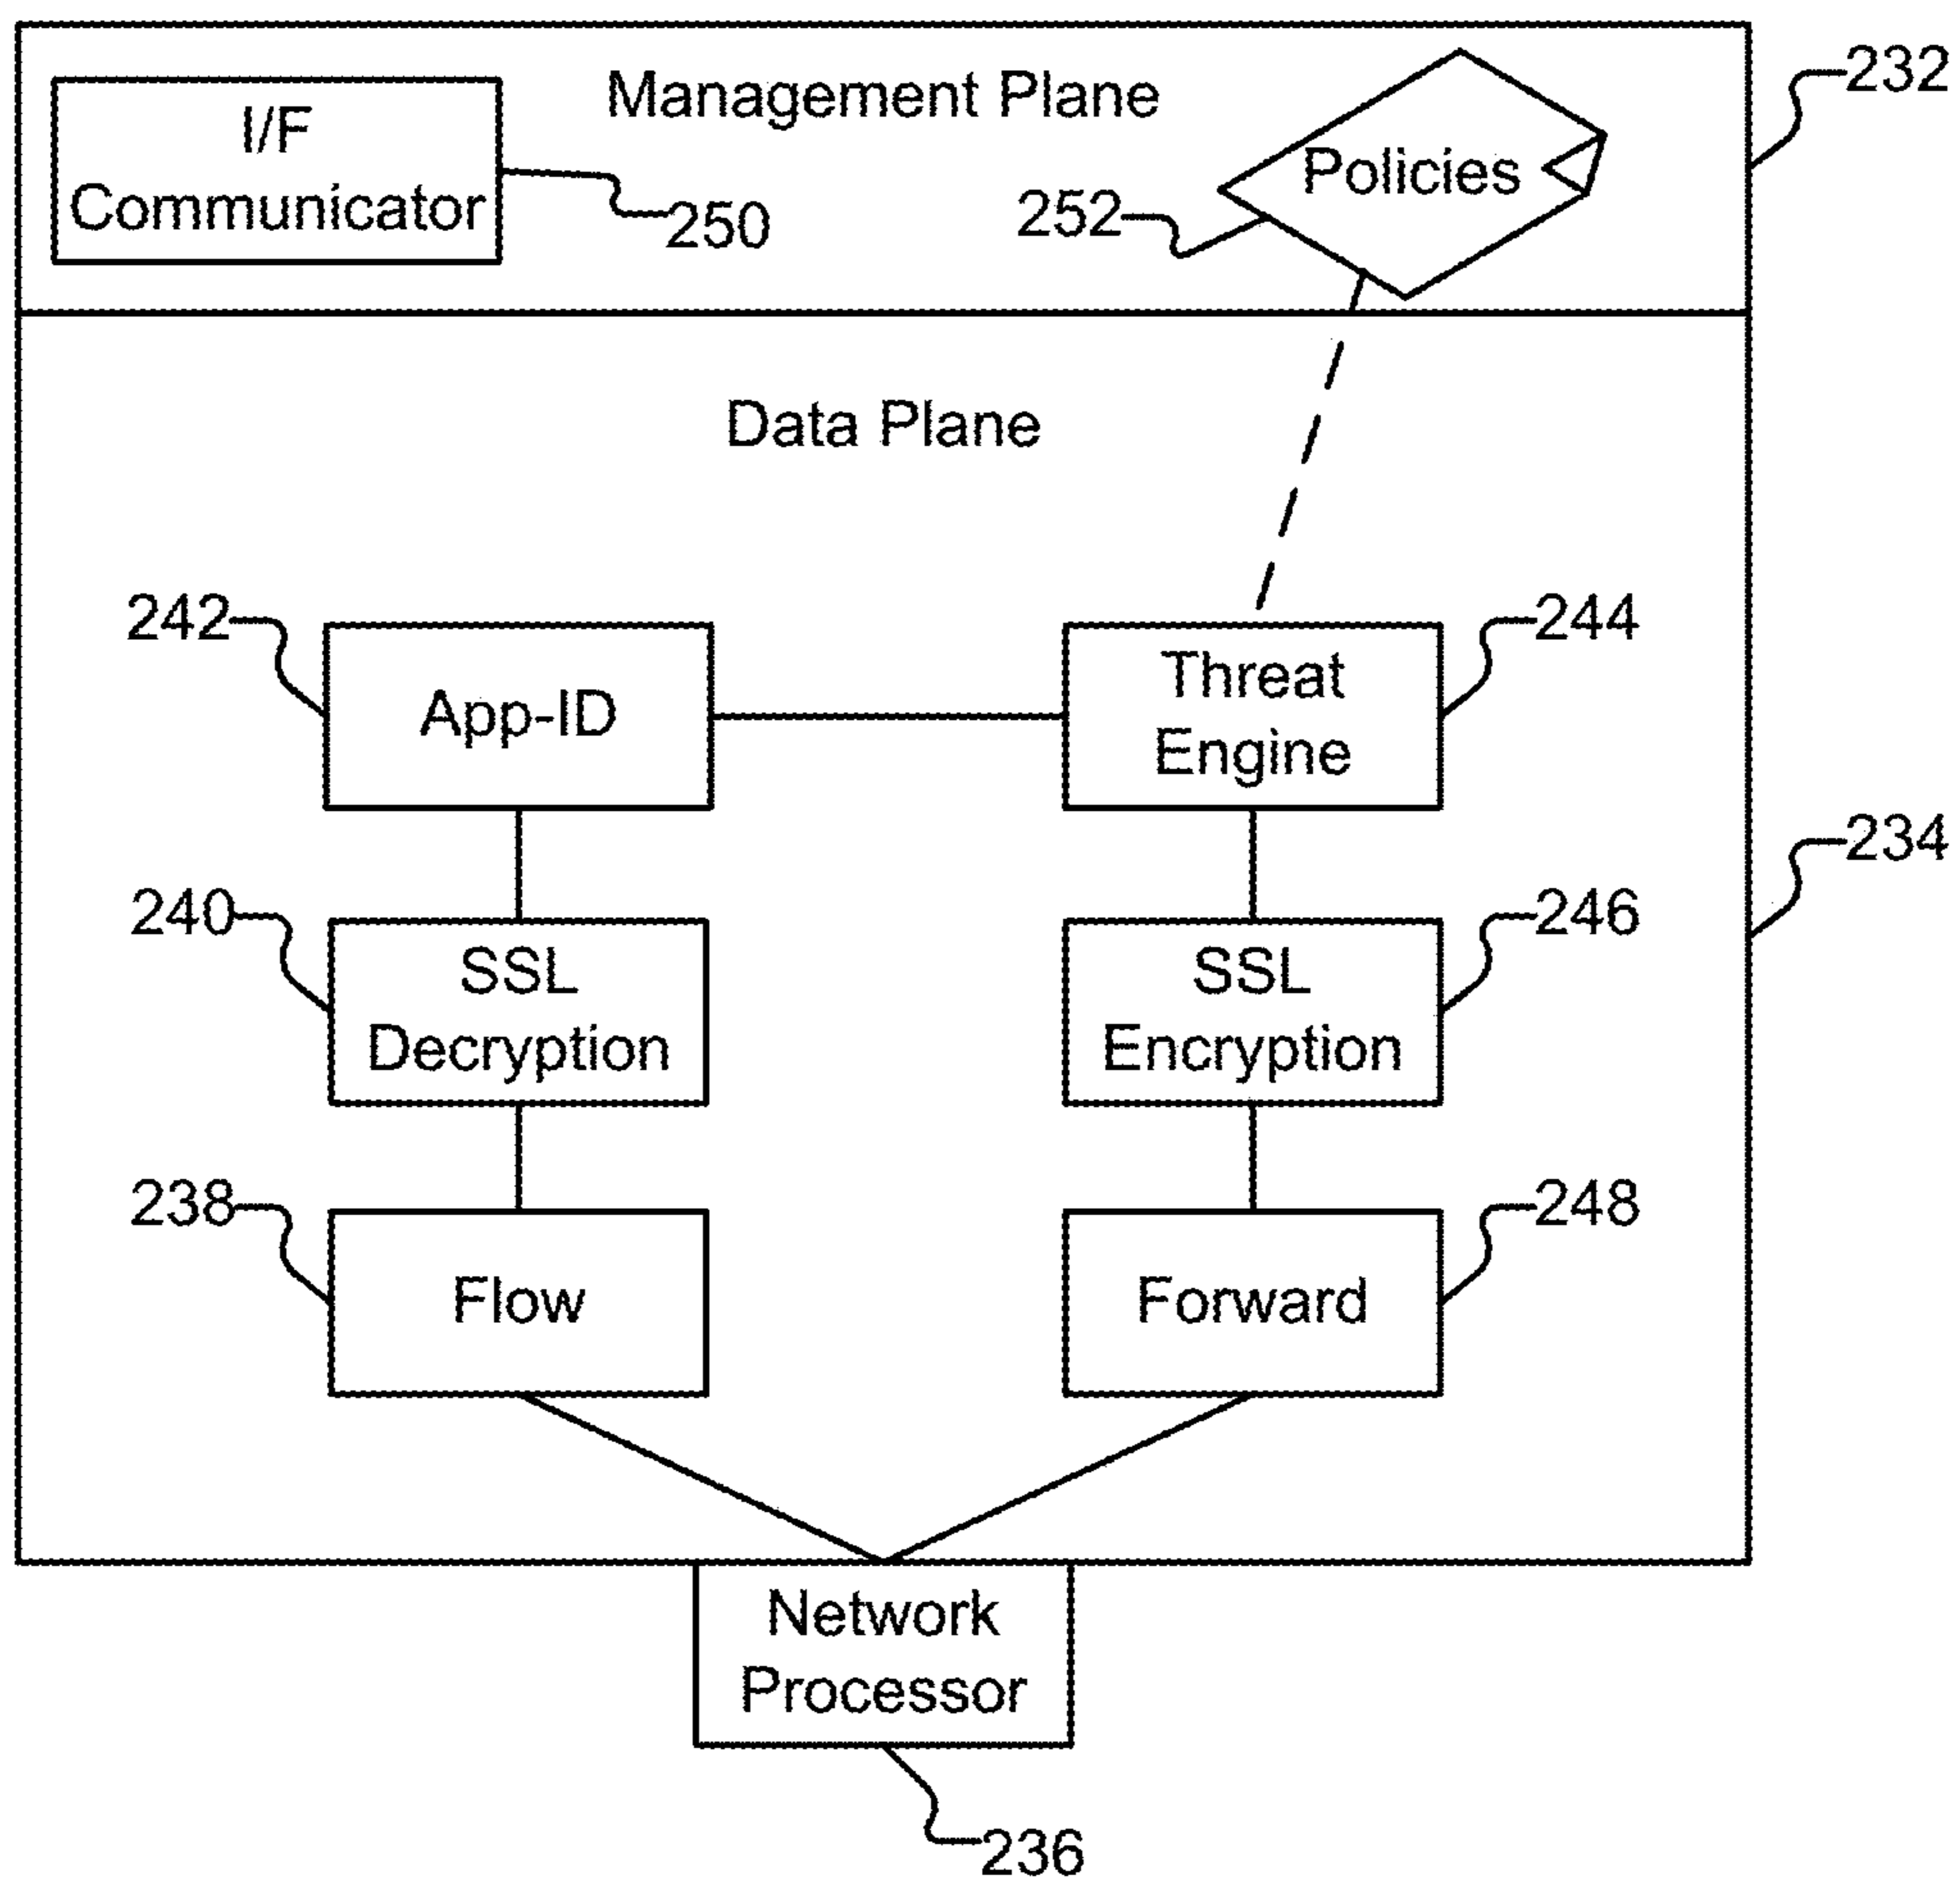 Management Plane
232
I/F
Communicator
250
Policies
252
Data Plane
242
App-ID
Threat
Engine
244
234
240
SSL
Decryption
SSL
Encryption
246
238
Flow
Forward
248
Network
Processor
236